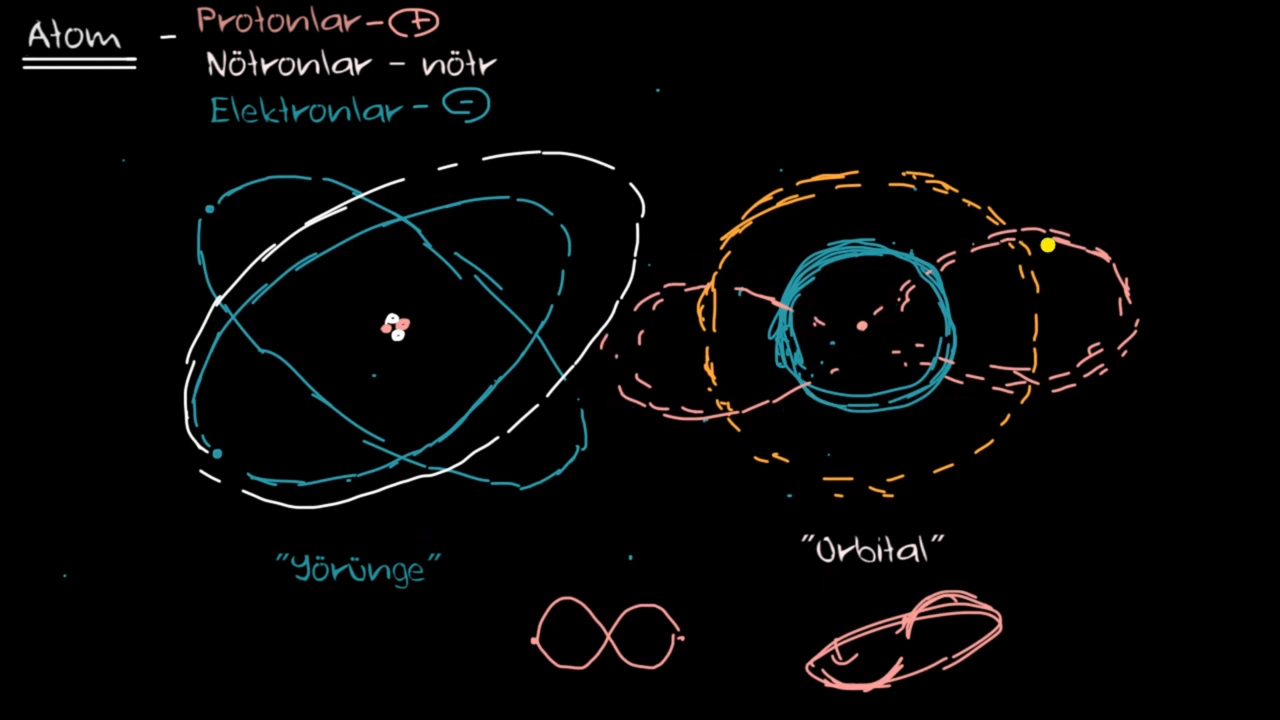 Atom - Protonlar - +
Nötronlar - nötr
Elektronlar - -
"Yörünge"
"Orbital"